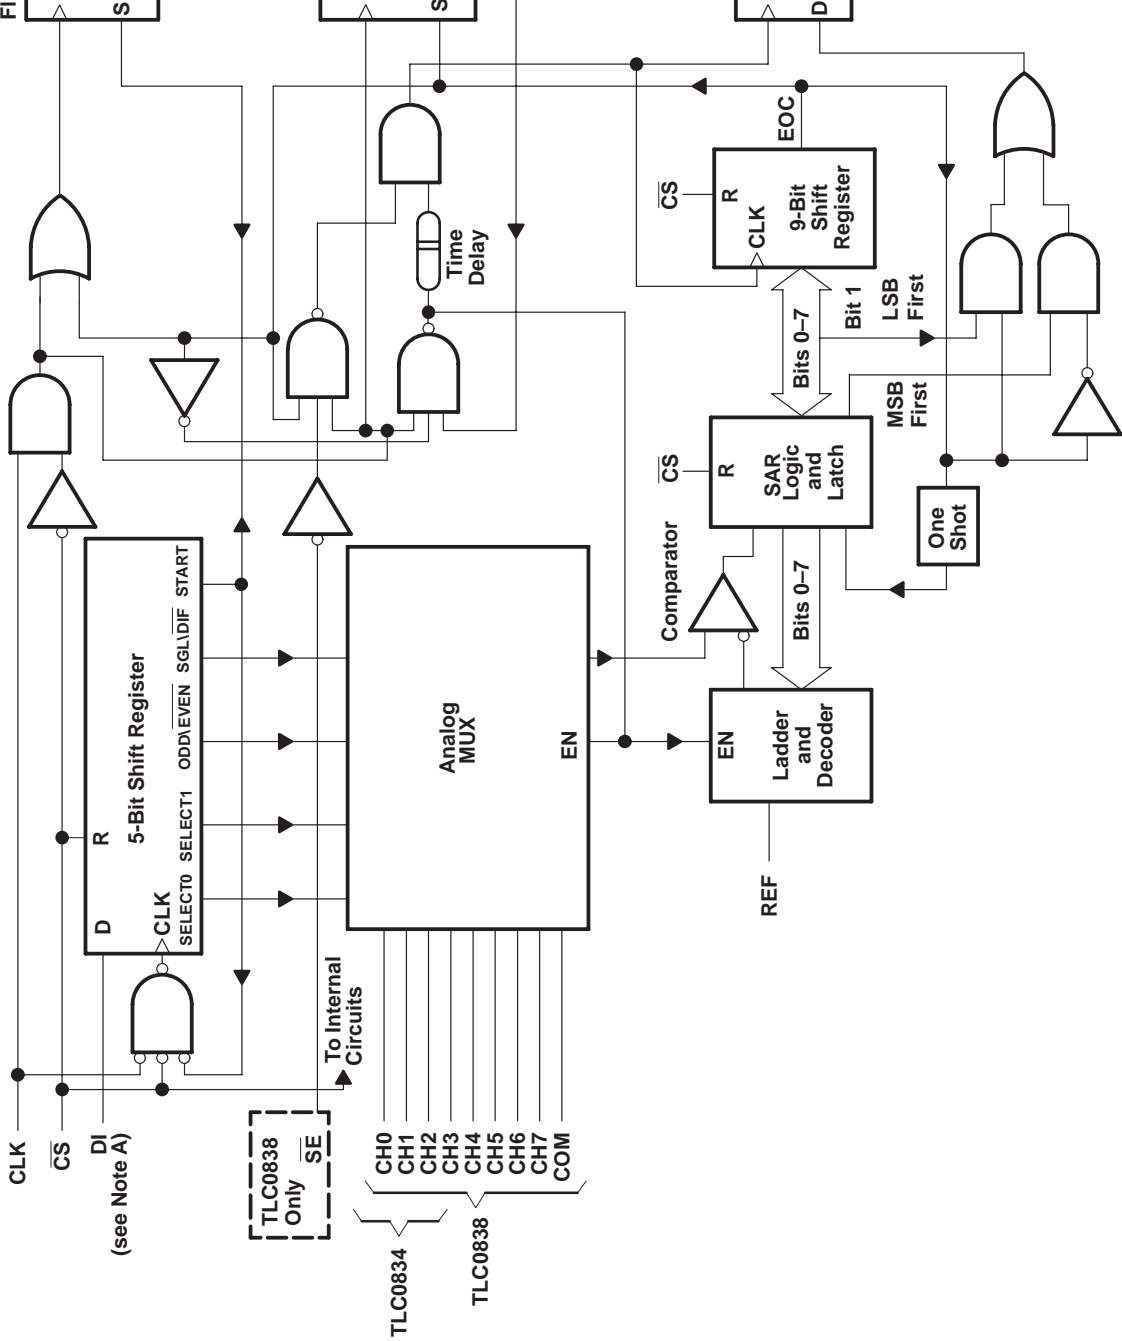 FI
S
S
D
CLK
CS
DI
(see Note A)
D
R
CLK
5-Bit Shift Register
SELECT0
SELECT1
ODD\EVEN
SGL\DIF
START
To Internal
Circuits
TLC0838
Only
SE
CH0
CH1
CH2
CH3
CH4
CH5
CH6
CH7
COM
TLC0834
TLC0838
Analog
MUX
EN
Time
Delay
Comparator
REF
EN
Ladder
and
Decoder
Bits 0–7
CS
R
SAR
Logic
and
Latch
Bits 0–7
Bit 1
MSB
First
LSB
First
One
Shot
CS
R
CLK
9-Bit
Shift
Register
EOC